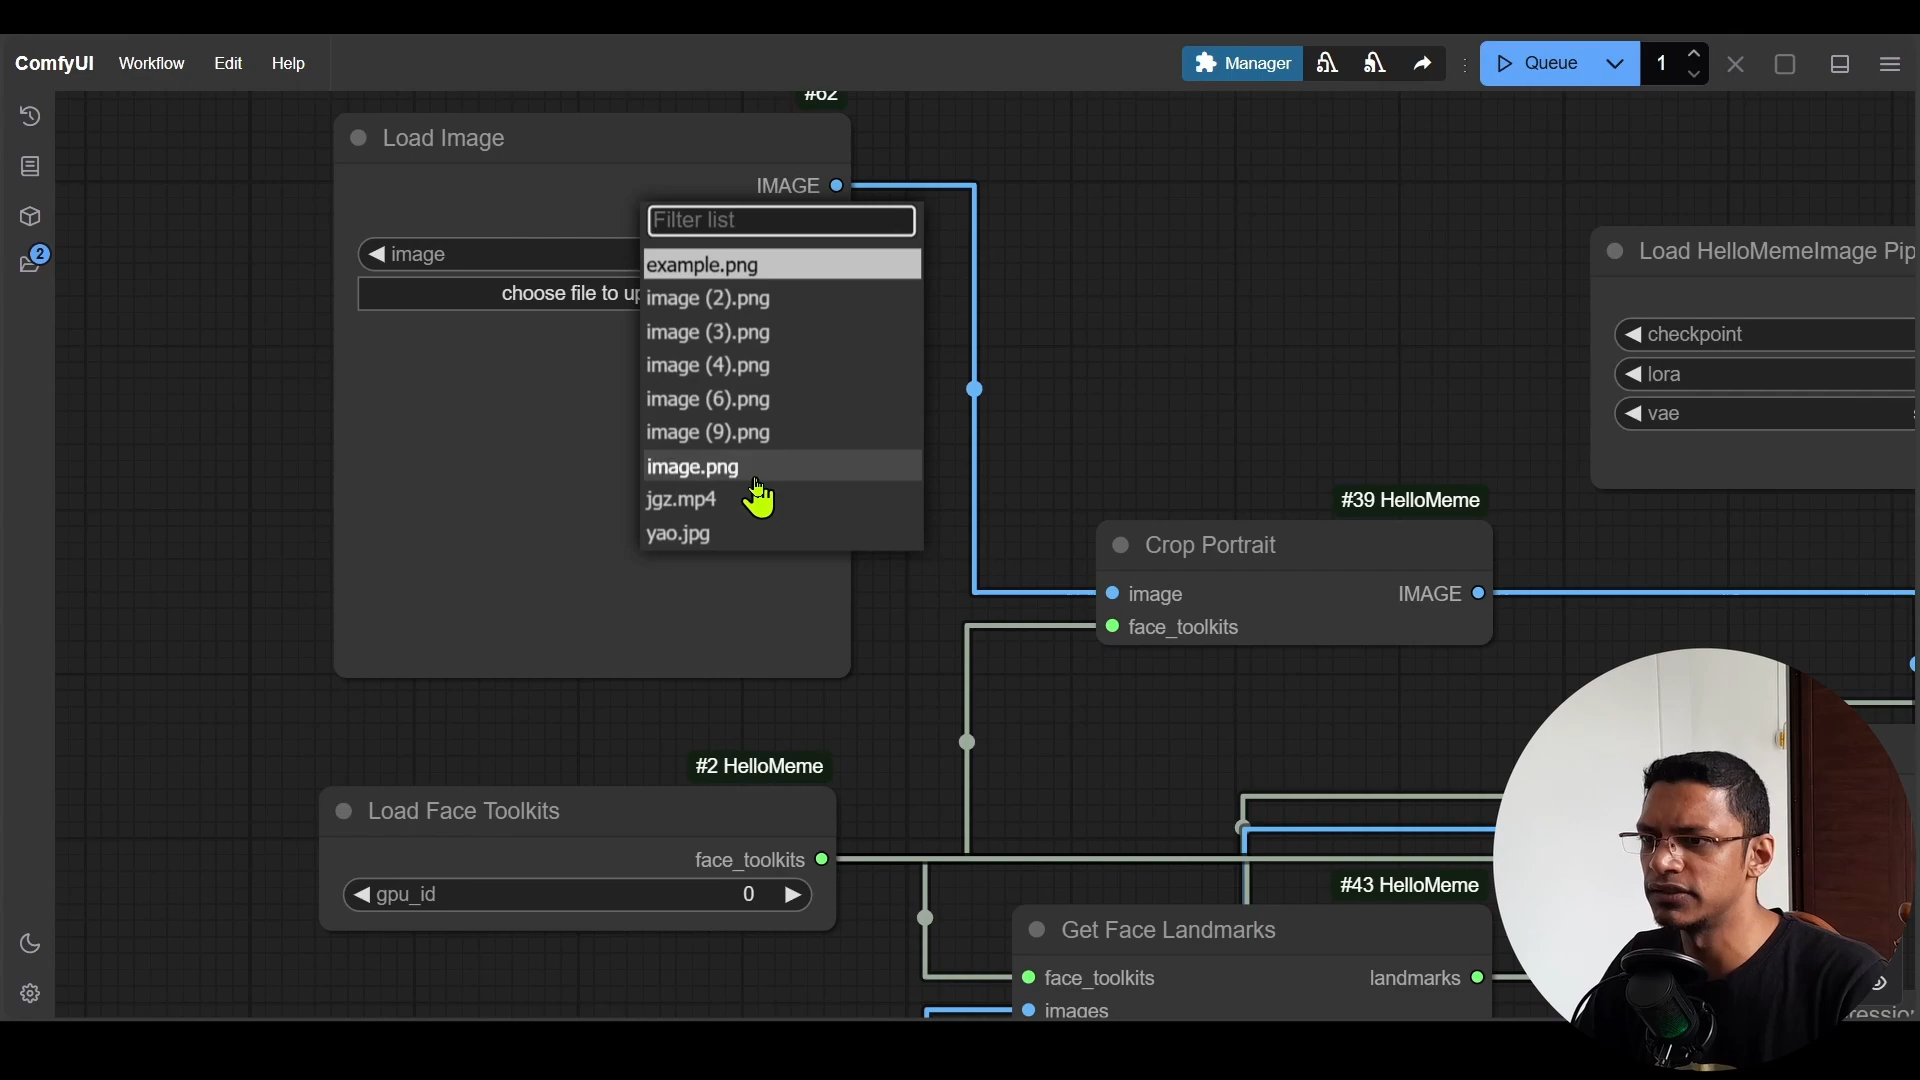 ComfyUI Workflow Edit Help
Manager
Queue
1
2
#62
Load Image
IMAGE
image
choose file to up
Filter list
example.png
image (2).png
image (3).png
image (4).png
image (6).png
image (9).png
image.png
jgz.mp4
yao.jpg
Load HelloMemeImage Pip
checkpoint
lora
vae
#39 HelloMeme
Crop Portrait
image IMAGE
face_toolkits
#2 HelloMeme
Load Face Toolkits
face_toolkits
gpu_id 0
#43 HelloMeme
Get Face Landmarks
face_toolkits landmarks
images